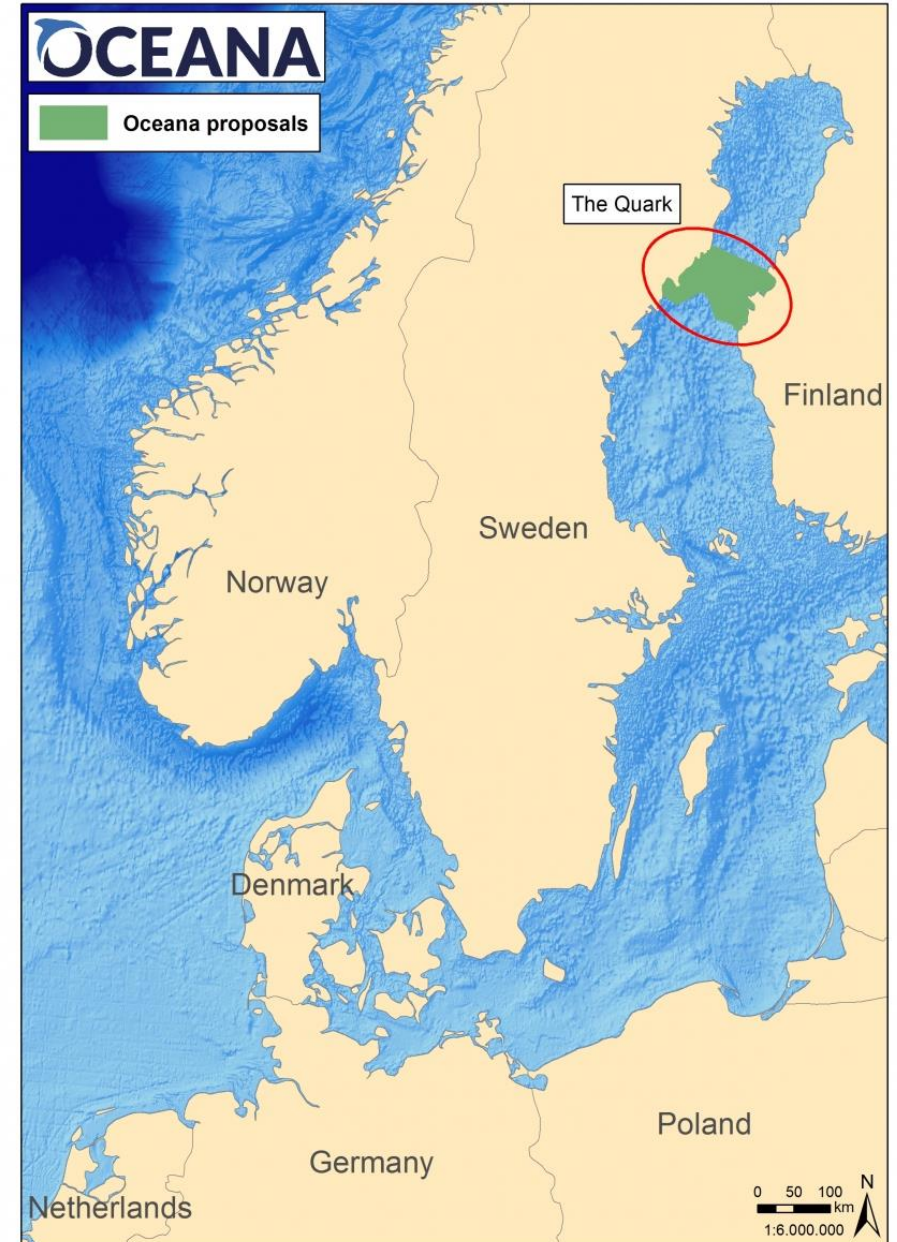 OCEANA
Oceana proposals
The Quark
Finland
Sweden
Norway
Denmark
Poland
Germany
Netherlands
0 50 100 km
N
1:6.000.000